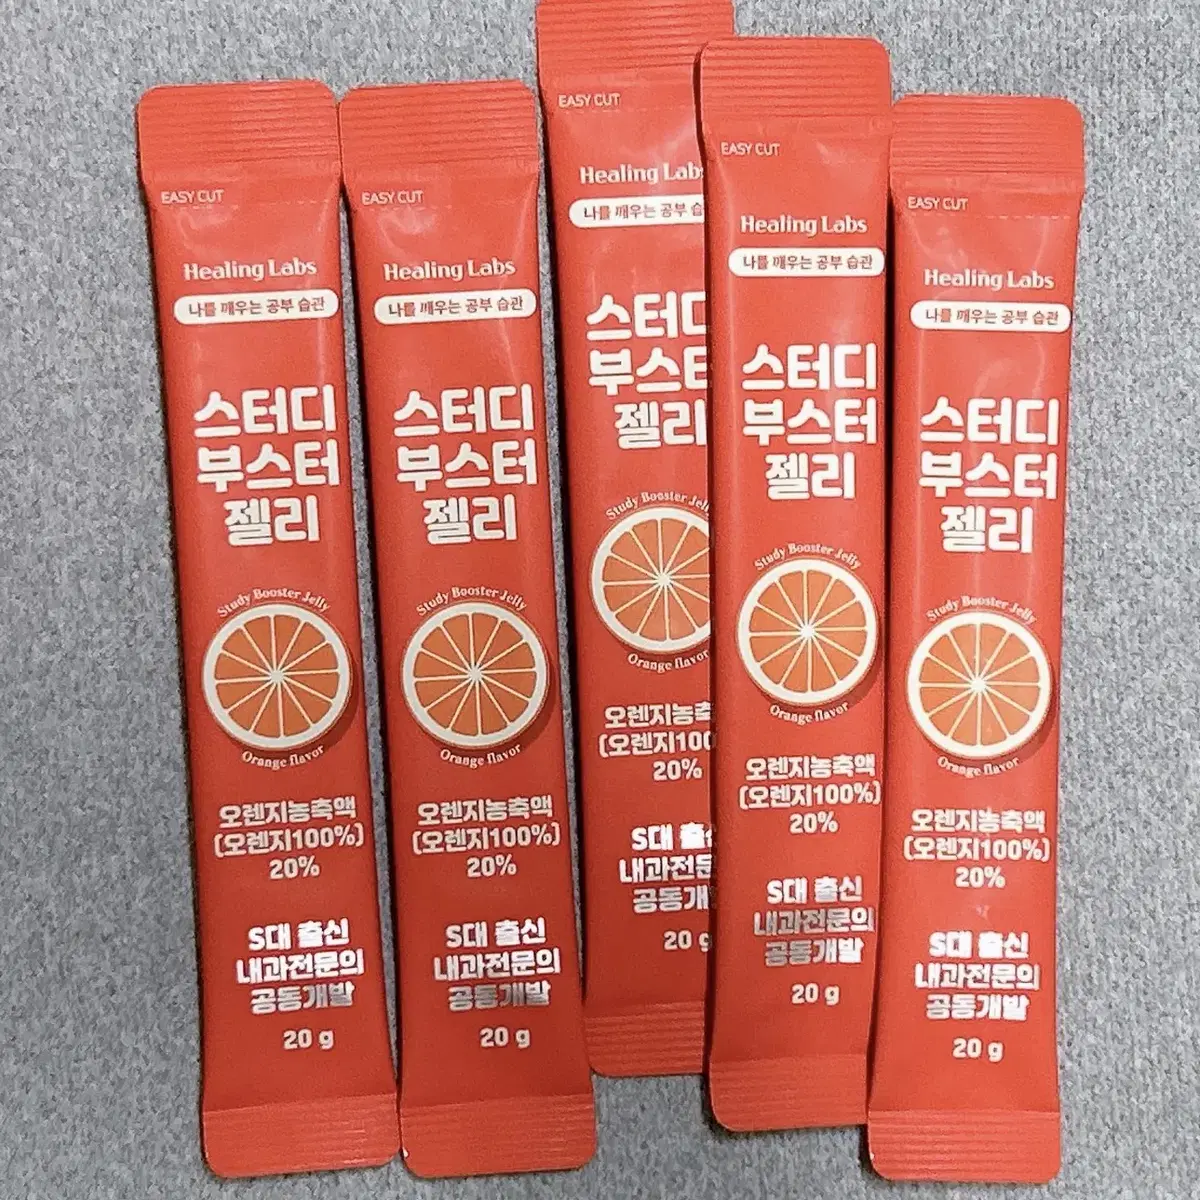 EASY CUT
Healing Labs
나를 깨우는 공부 습관
스터디
부스터
젤리
Study Booster Jelly
Orange flavor
오렌지농축액
(오렌지100%)
20%
S대 출신
내과전문의
공동개발
20 g
EASY CUT
Healing Labs
나를 깨우는 공부 습관
스터디
부스터
젤리
Study Booster Jelly
Orange flavor
오렌지농축액
(오렌지100%)
20%
S대 출신
내과전문의
공동개발
20 g
EASY CUT
Healing Lab
나를 깨우는 공부
스터
부스
젤리
Study Booster Jelly
Orange flavor
오렌지농
(오렌지100
20%
S대 출
내과전문
공동개
20 g
EASY CUT
Healing Labs
나를 깨우는 공부 습관
스터디
부스터
젤리
Study Booster Jelly
Orange flavor
오렌지농축액
(오렌지100%)
20%
S대 출신
내과전문의
공동개발
20 g
EASY CUT
Healing Labs
나를 깨우는 공부 습관
스터디
부스터
젤리
Study Booster Jelly
Orange flavor
오렌지농축액
(오렌지100%)
20%
S대 출신
내과전문의
공동개발
20 g